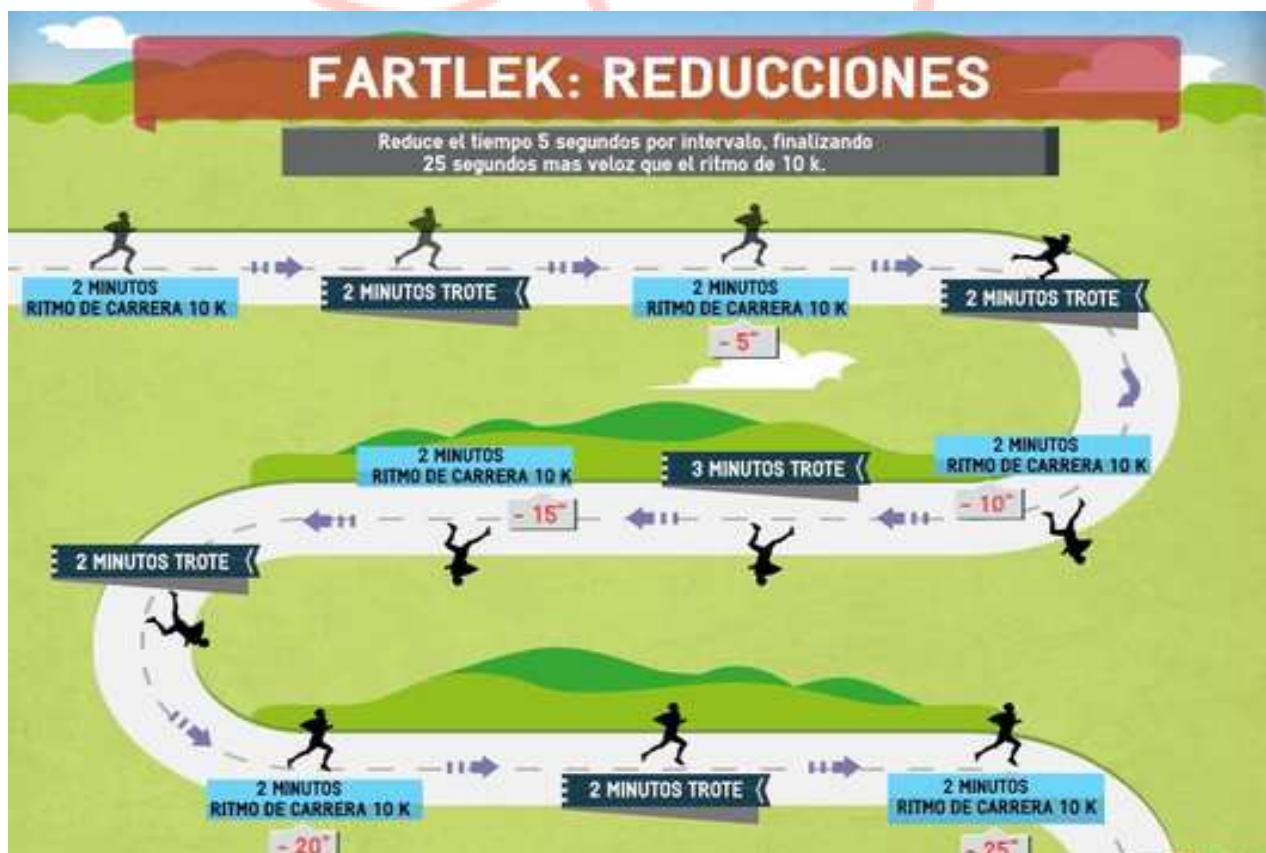 FARTLEK: REDUCCIONES
Reduce el tiempo 5 segundos por intervalo, finalizando
25 segundos mas veloz que el ritmo de 10 k.
2 MINUTOS
RITMO DE CARRERA 10 K
2 MINUTOS TROTE
2 MINUTOS
RITMO DE CARRERA 10 K
- 5"
2 MINUTOS TROTE
2 MINUTOS
RITMO DE CARRERA 10 K
- 10"
3 MINUTOS TROTE
2 MINUTOS
RITMO DE CARRERA 10 K
- 15"
2 MINUTOS TROTE
2 MINUTOS
RITMO DE CARRERA 10 K
- 20"
2 MINUTOS TROTE
2 MINUTOS
RITMO DE CARRERA 10 K
- 25"